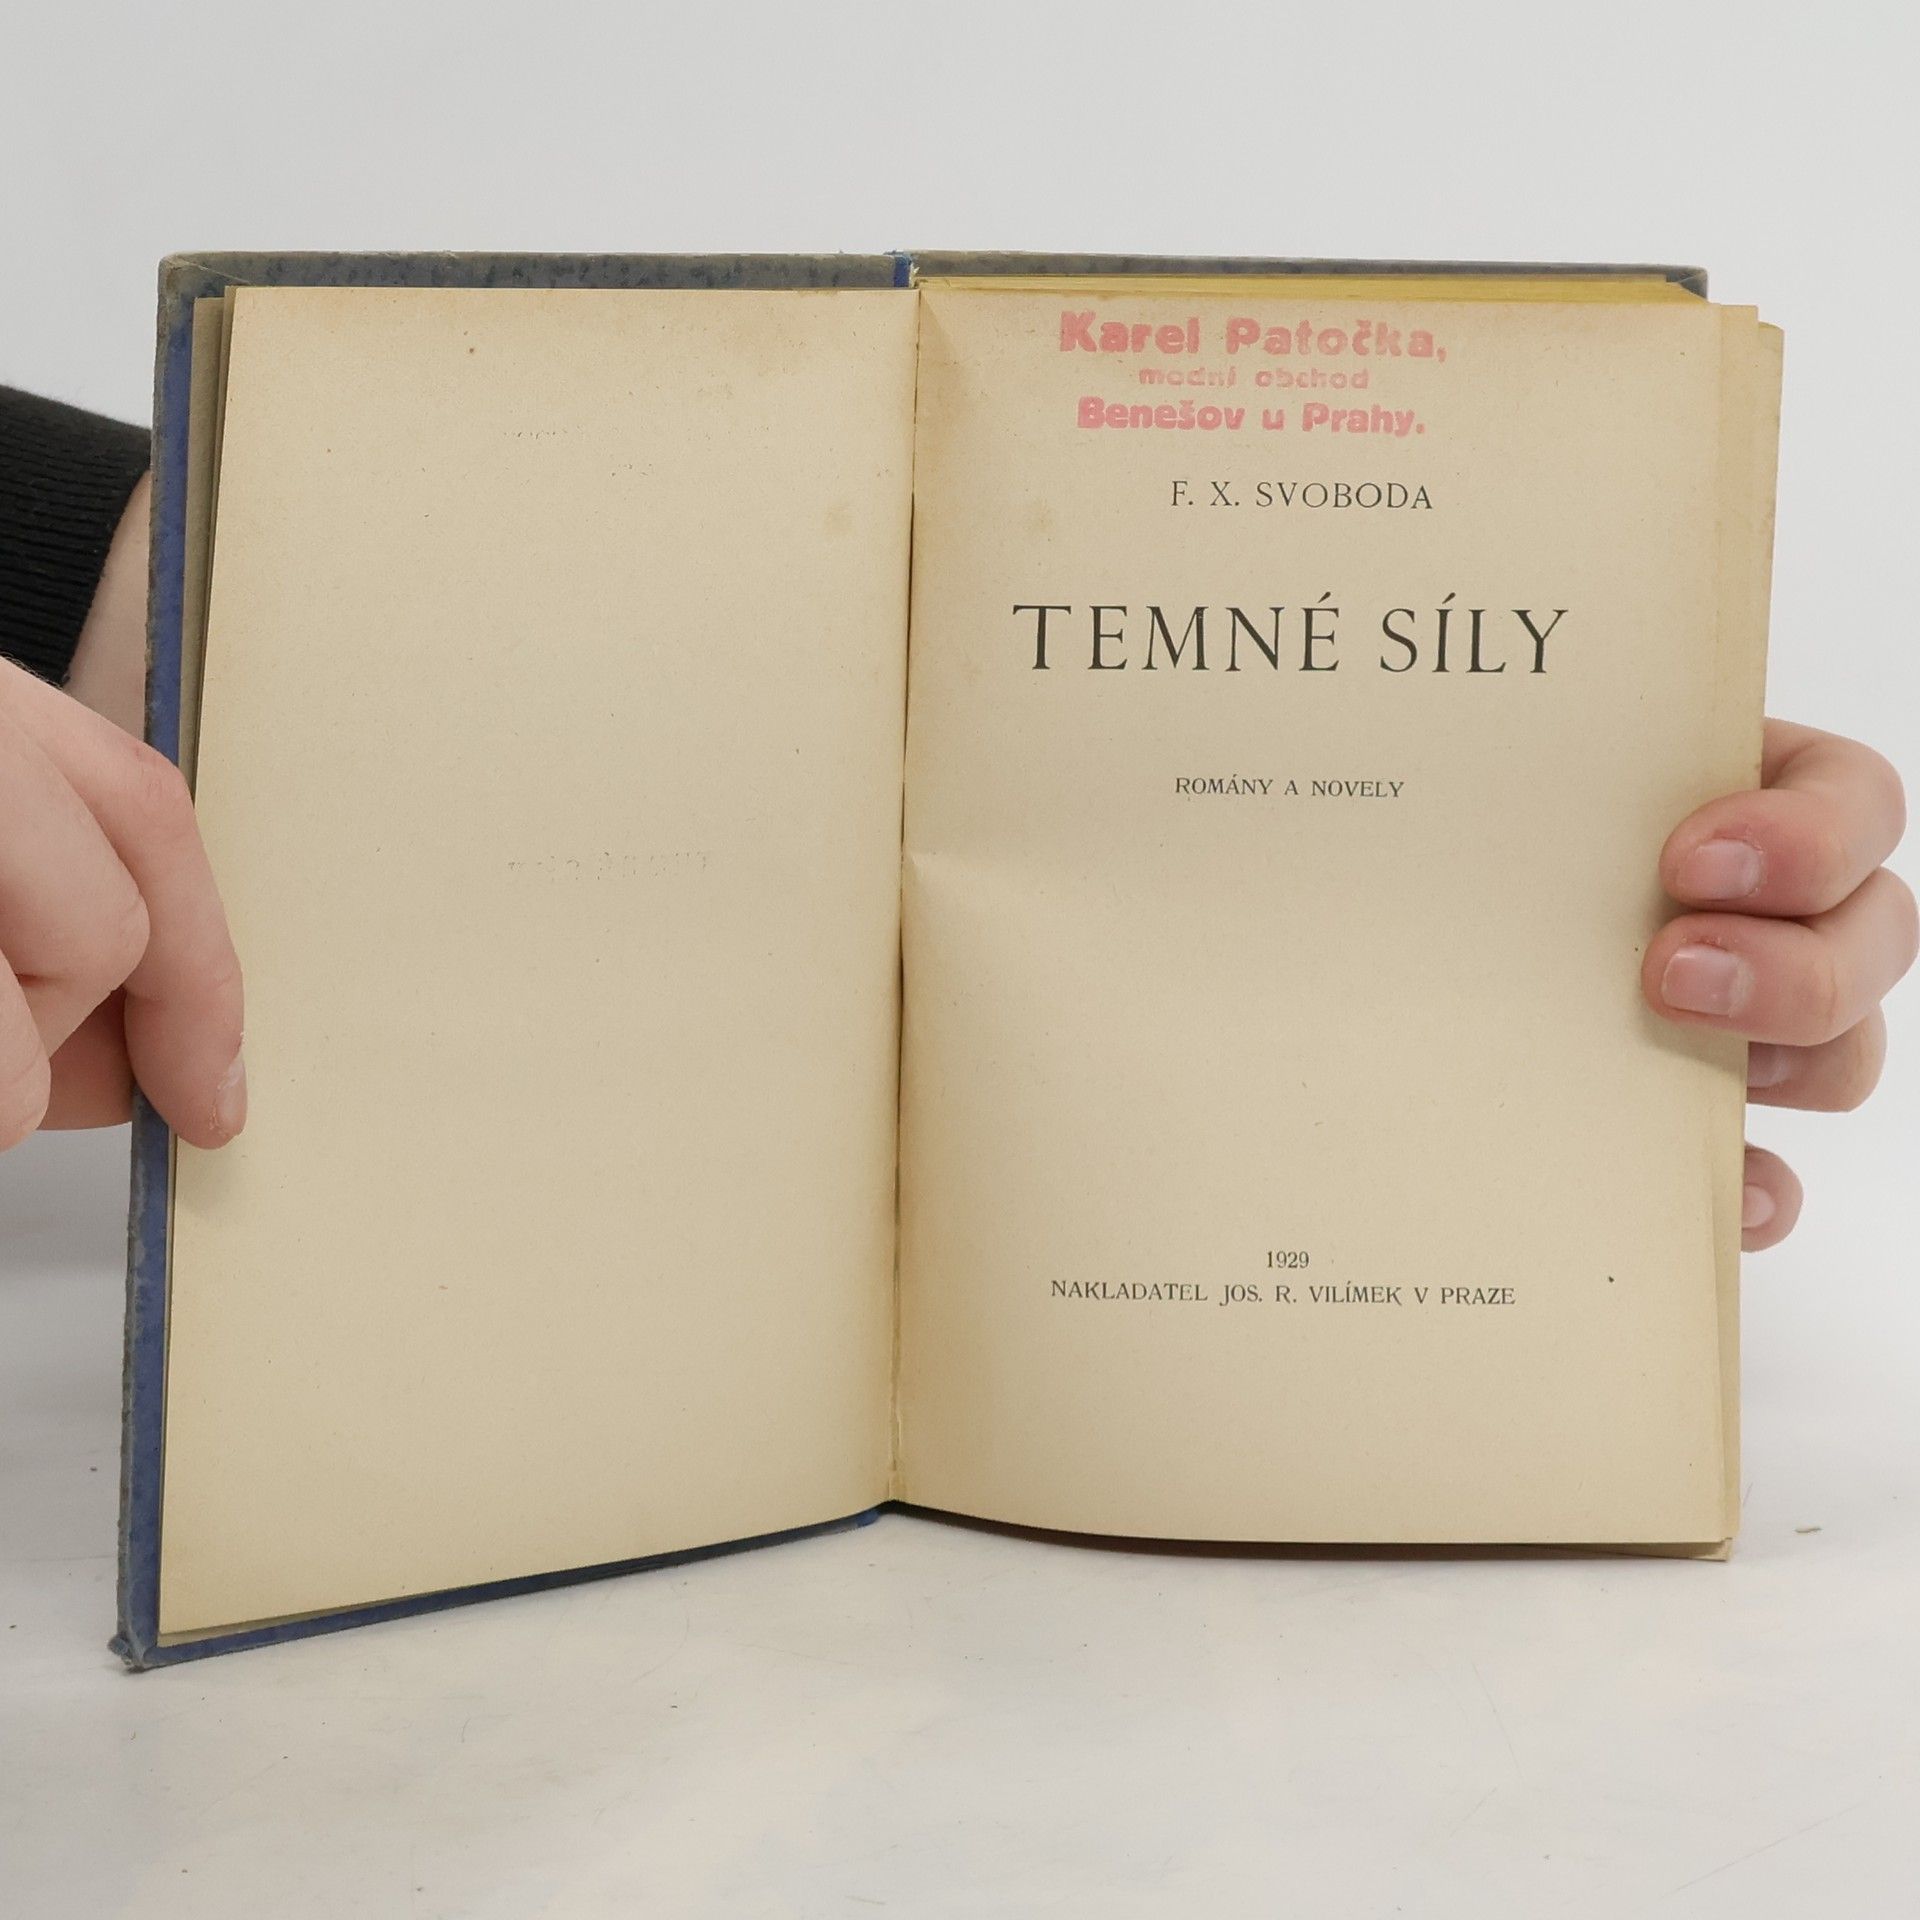 Karel Patočka,
modní obchod
Benešov u Prahy.
F. X. SVOBODA
TEMNÉ SÍLY
ROMÁNY A NOVELY
1929
NAKLADATEL JOS. R. VILÍMEK V PRAZE